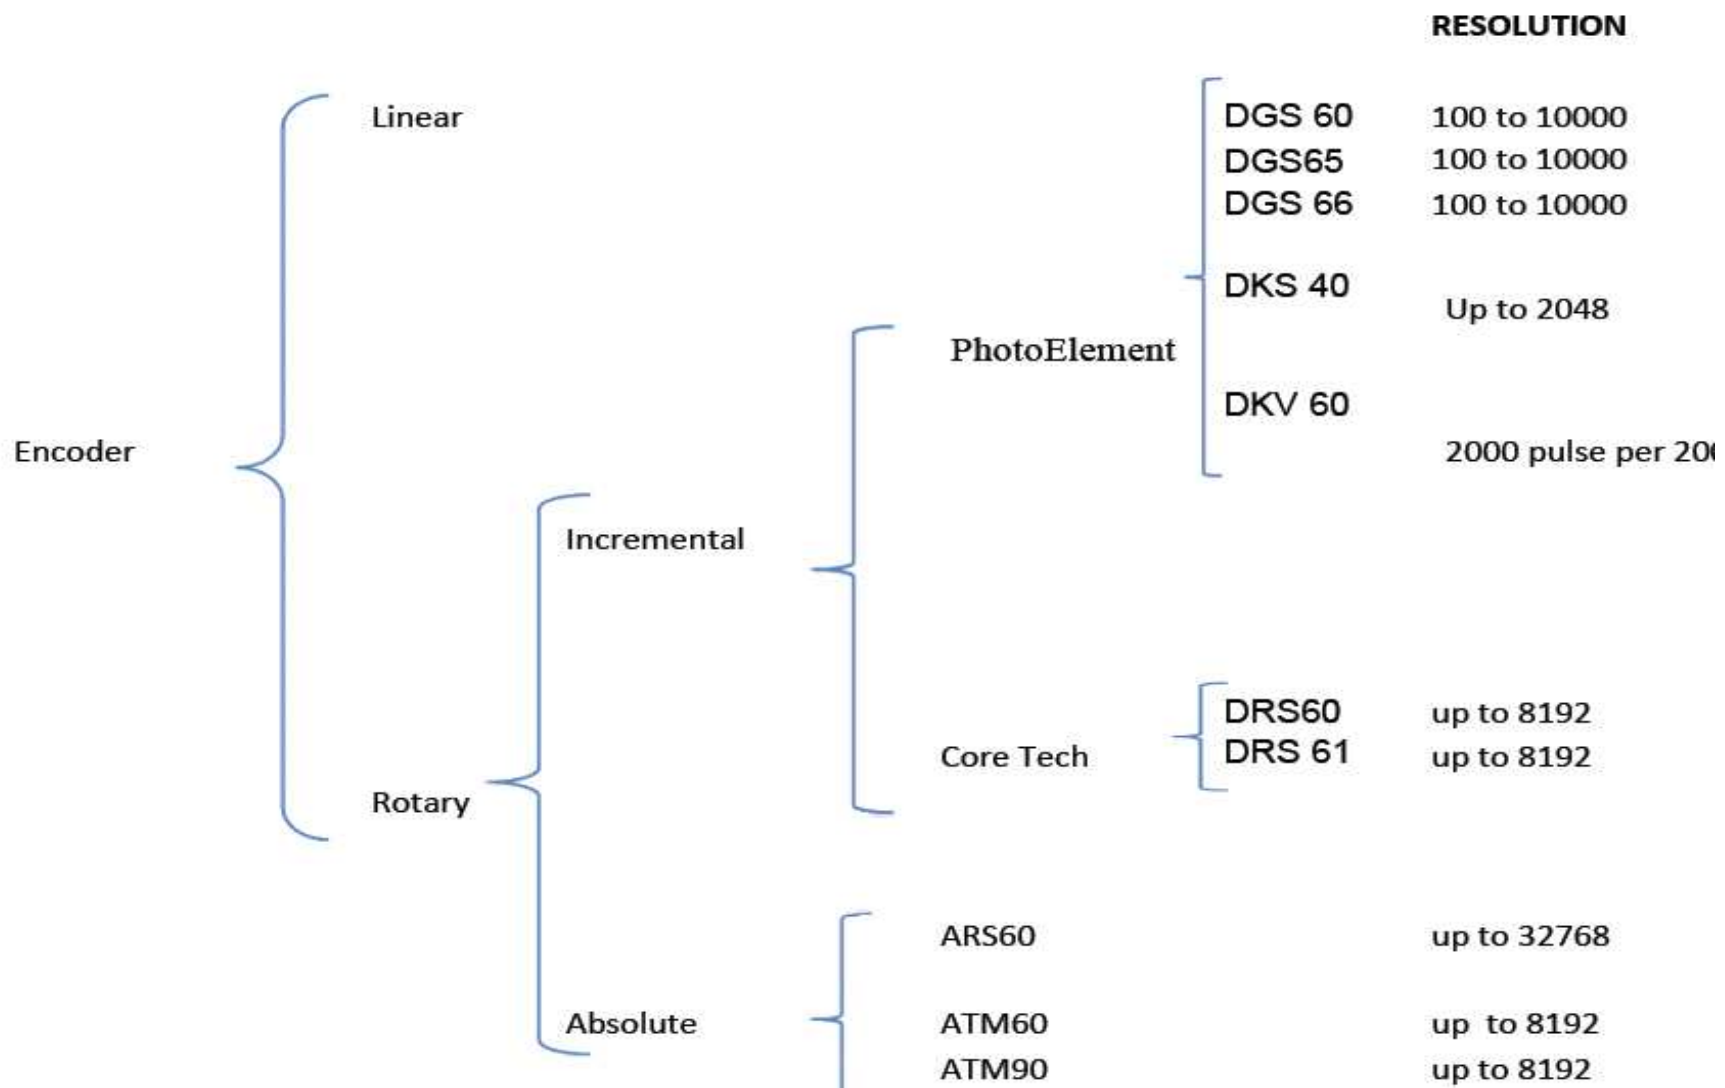 RESOLUTION
Linear
DGS 60 100 to 10000
DGS65 100 to 10000
DGS 66 100 to 10000
DKS 40
Up to 2048
PhotoElement
DKV 60
Encoder
2000 pulse per
Incremental
DRS60 up to 8192
Core Tech DRS 61 up to 8192
Rotary
ARS60 up to 32768
Absolute ATM60 up to 8192
ATM90 up to 8192